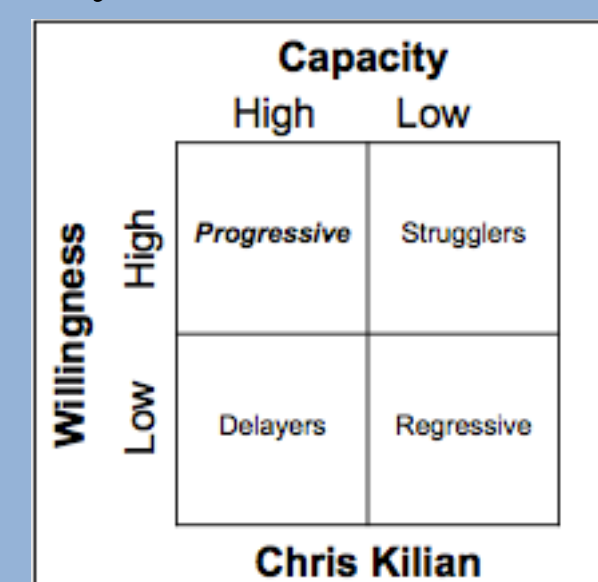 Capacity
High Low
Willingness
High
Progressive Strugglers
Low
Delayers Regressive
Chris Kilian